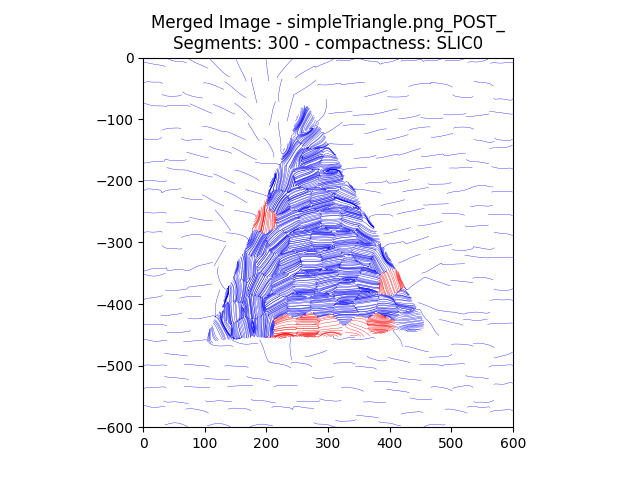 Merged Image - simpleTriangle.png_POST_
Segments: 300 - compactness: SLIC0
0
−100
−200
−300
−400
−500
−600
0 100 200 300 400 500 600